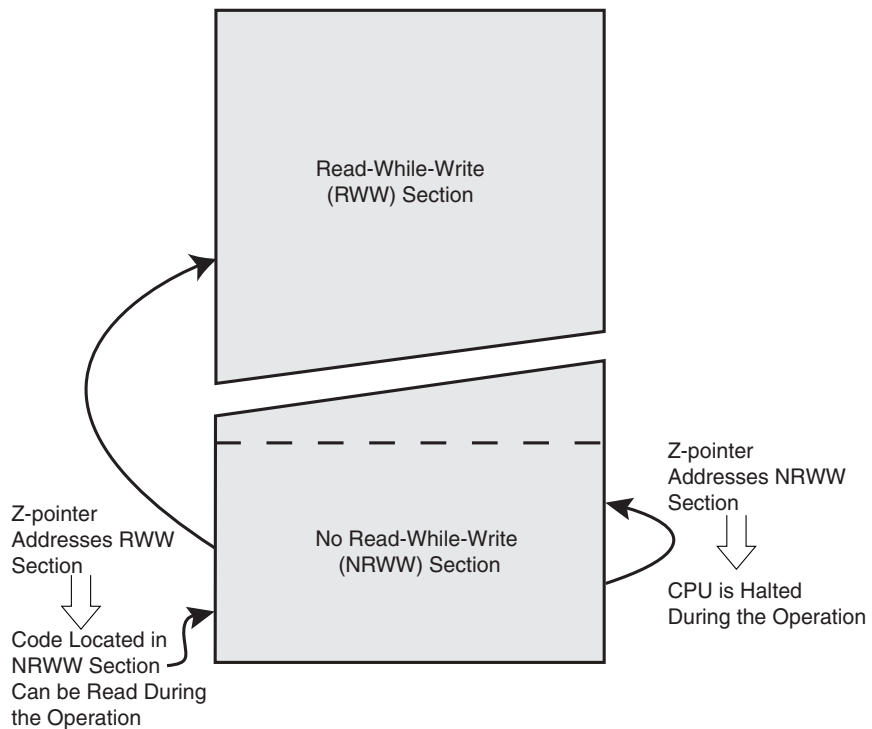 Read-While-Write
(RWW) Section
Z-pointer
Addresses NRWW
Section
Z-pointer
Addresses RWW
Section
No Read-While-Write
(NRWW) Section
CPU is Halted
During the Operation
Code Located in
NRWW Section
Can be Read During
the Operation